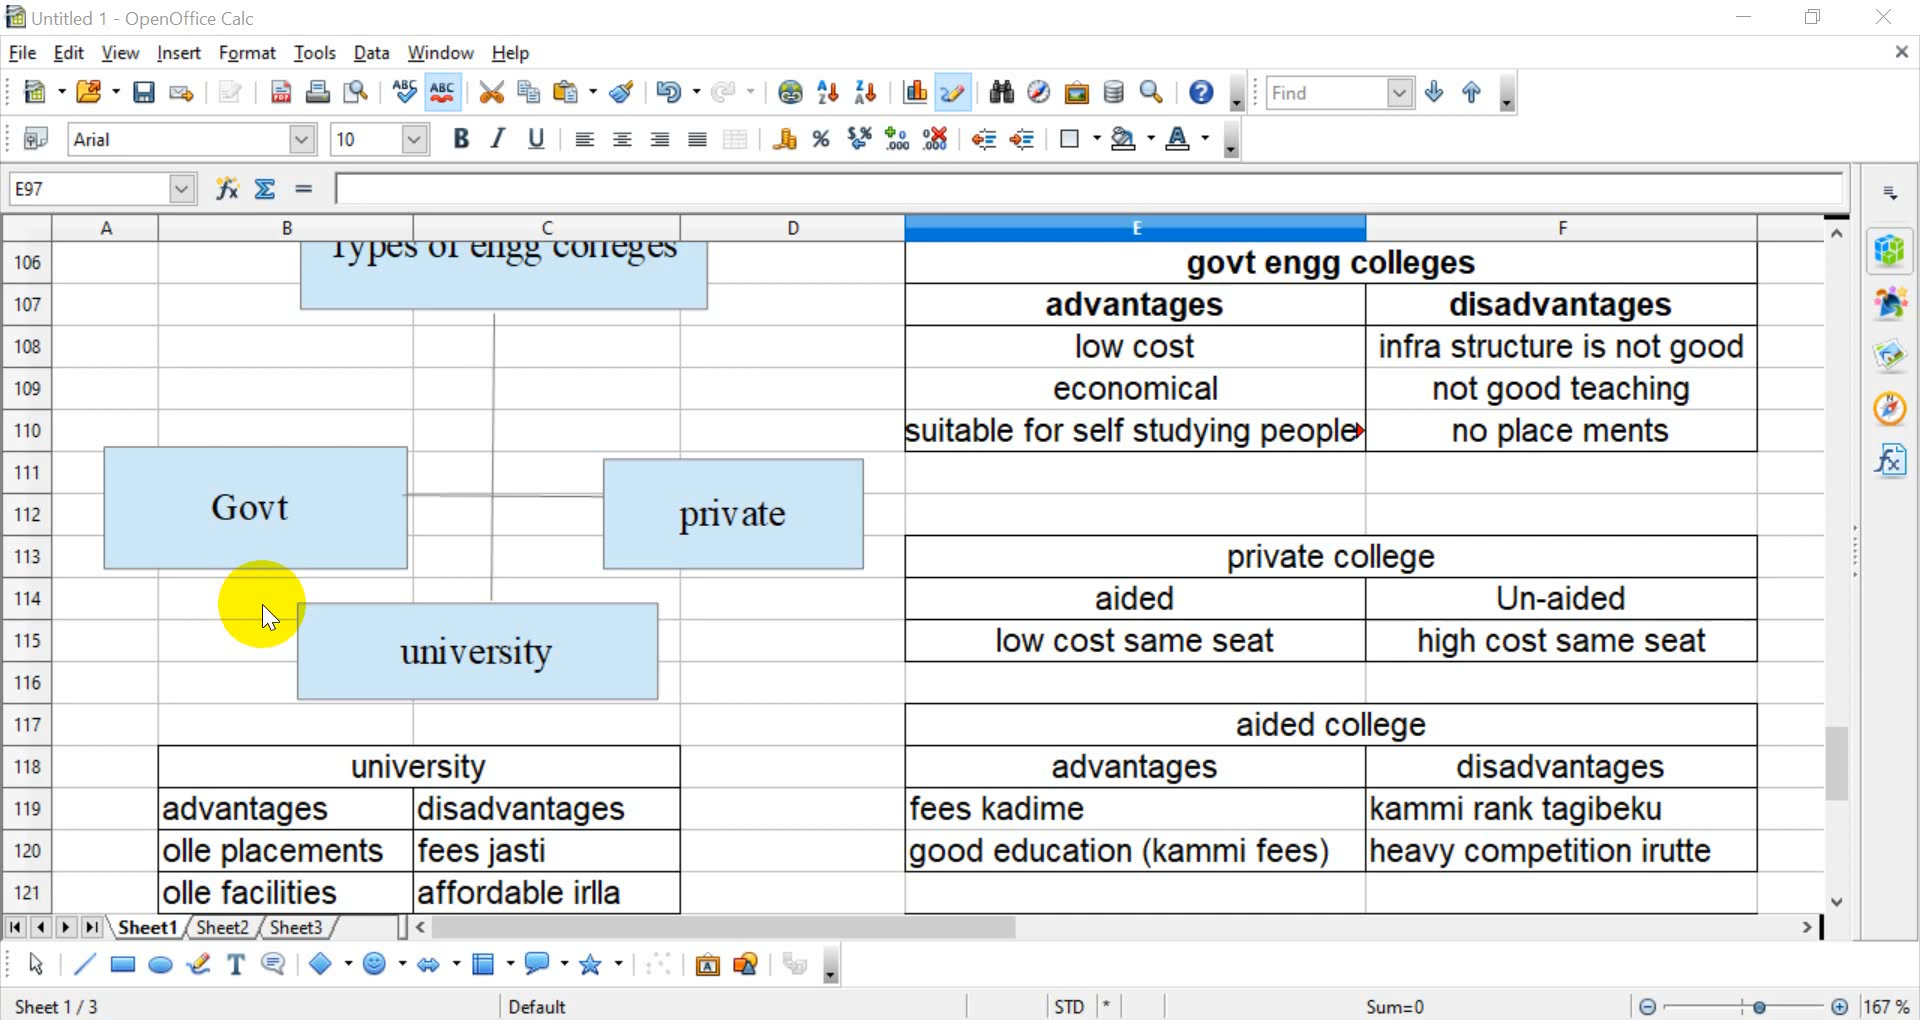 Untitled 1 - OpenOffice Calc
File Edit View Insert Format Tools Data Window Help
Find
Arial 10
E97
A B C D E F
106 Types of engg colleges govt engg colleges
107 advantages disadvantages
108 low cost infra structure is not good
109 economical not good teaching
110 suitable for self studying people no place ments
111
112 Govt private
113 private college
114 aided Un-aided
115 university low cost same seat high cost same seat
116
117 aided college
118 university advantages disadvantages
119 advantages disadvantages fees kadime kammi rank tagibeku
120 olle placements fees jasti good education (kammi fees) heavy competition irutte
121 olle facilities affordable irlla
Sheet1 Sheet2 Sheet3
Sheet 1 / 3 Default STD * Sum=0 167 %